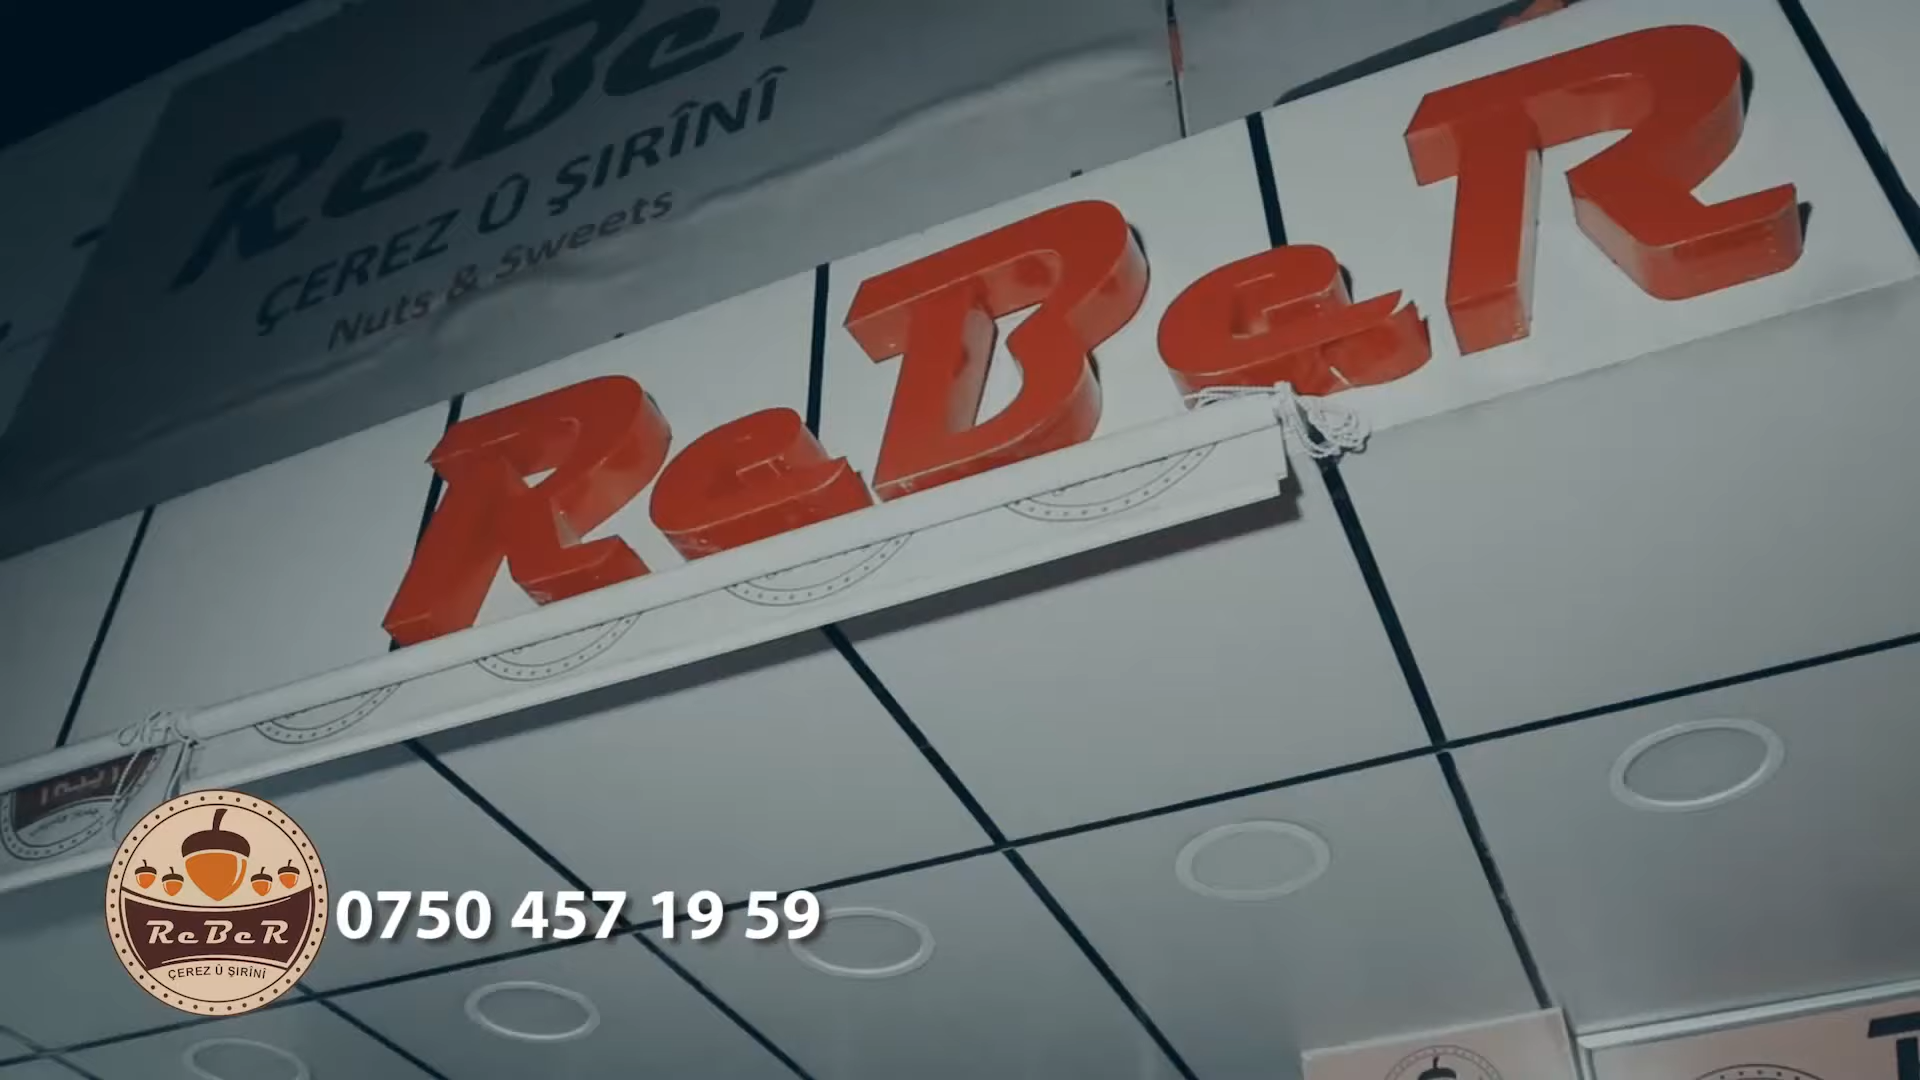 ReBeR
ÇEREZ Û ŞIRÎNÎ
Nuts & Sweets
ReBeR
ReBeR
ÇEREZ Û ŞIRÎNÎ
0750 457 19 59